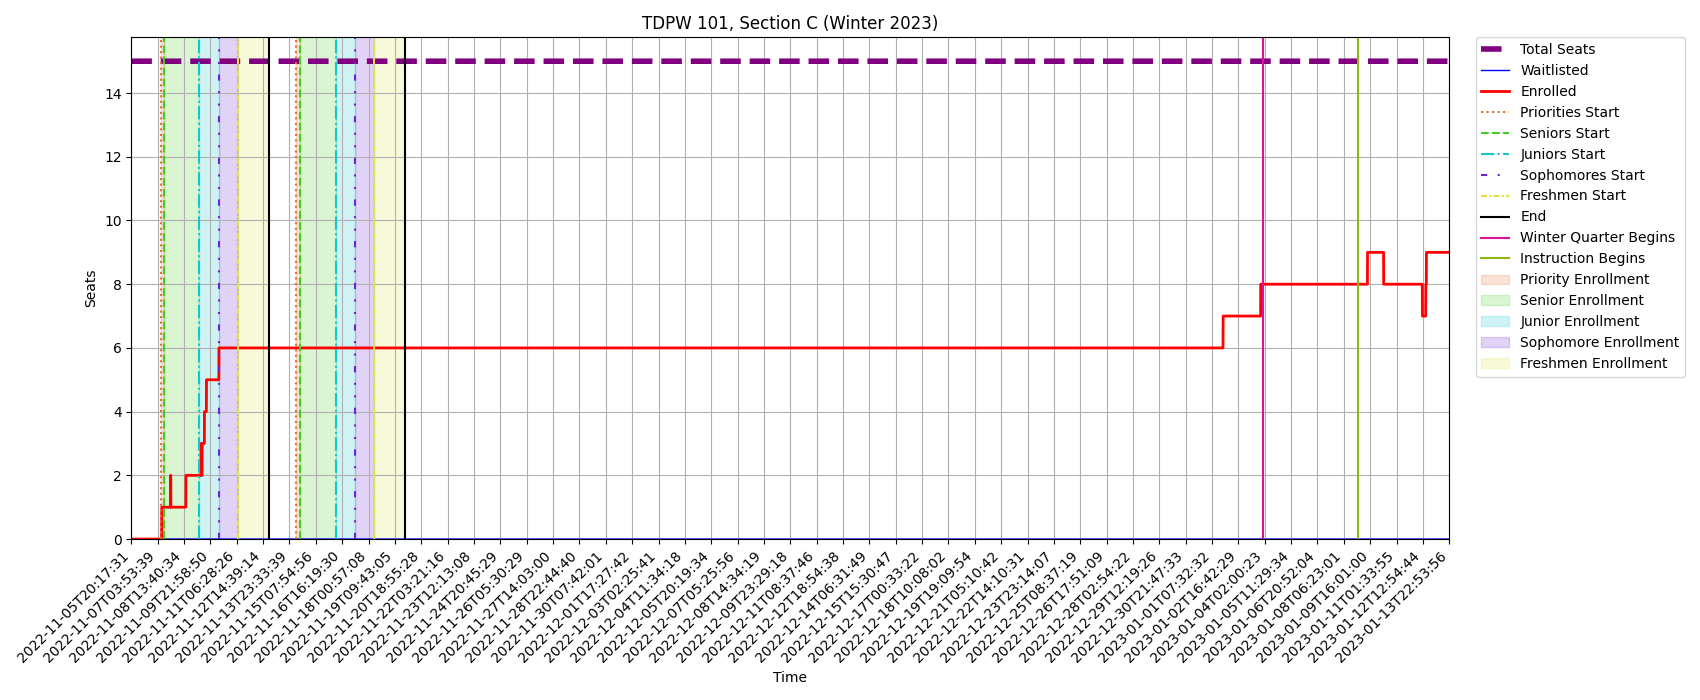 TDPW 101, Section C (Winter 2023)
Seats
14
12
10
8
6
4
2
0
2022-11-05T20:17:31
2022-11-07T03:53:39
2022-11-08T13:40:34
2022-11-09T21:58:50
2022-11-11T06:28:26
2022-11-12T14:39:14
2022-11-13T23:33:39
2022-11-15T07:54:56
2022-11-16T16:19:30
2022-11-18T00:57:08
2022-11-19T09:43:05
2022-11-20T18:55:28
2022-11-22T03:21:16
2022-11-23T12:13:08
2022-11-24T20:45:29
2022-11-26T05:30:29
2022-11-27T14:03:00
2022-11-28T22:44:40
2022-11-30T07:42:01
2022-12-01T17:27:42
2022-12-03T02:25:41
2022-12-04T11:34:18
2022-12-05T20:19:34
2022-12-07T05:25:56
2022-12-08T14:34:19
2022-12-09T23:29:18
2022-12-11T08:37:46
2022-12-12T18:54:38
2022-12-14T06:31:49
2022-12-15T15:30:47
2022-12-17T00:33:22
2022-12-18T10:08:02
2022-12-19T19:09:54
2022-12-21T05:10:42
2022-12-22T14:10:31
2022-12-23T23:14:07
2022-12-25T08:37:19
2022-12-26T17:51:09
2022-12-28T02:54:22
2022-12-29T12:19:26
2022-12-30T21:47:33
2023-01-01T07:32:32
2023-01-02T16:42:29
2023-01-04T02:00:23
2023-01-05T11:29:34
2023-01-06T20:52:04
2023-01-08T06:23:01
2023-01-09T16:01:00
2023-01-11T01:33:55
2023-01-12T12:54:44
2023-01-13T22:53:56
Time
Total Seats
Waitlisted
Enrolled
Priorities Start
Seniors Start
Juniors Start
Sophomores Start
Freshmen Start
End
Winter Quarter Begins
Instruction Begins
Priority Enrollment
Senior Enrollment
Junior Enrollment
Sophomore Enrollment
Freshmen Enrollment